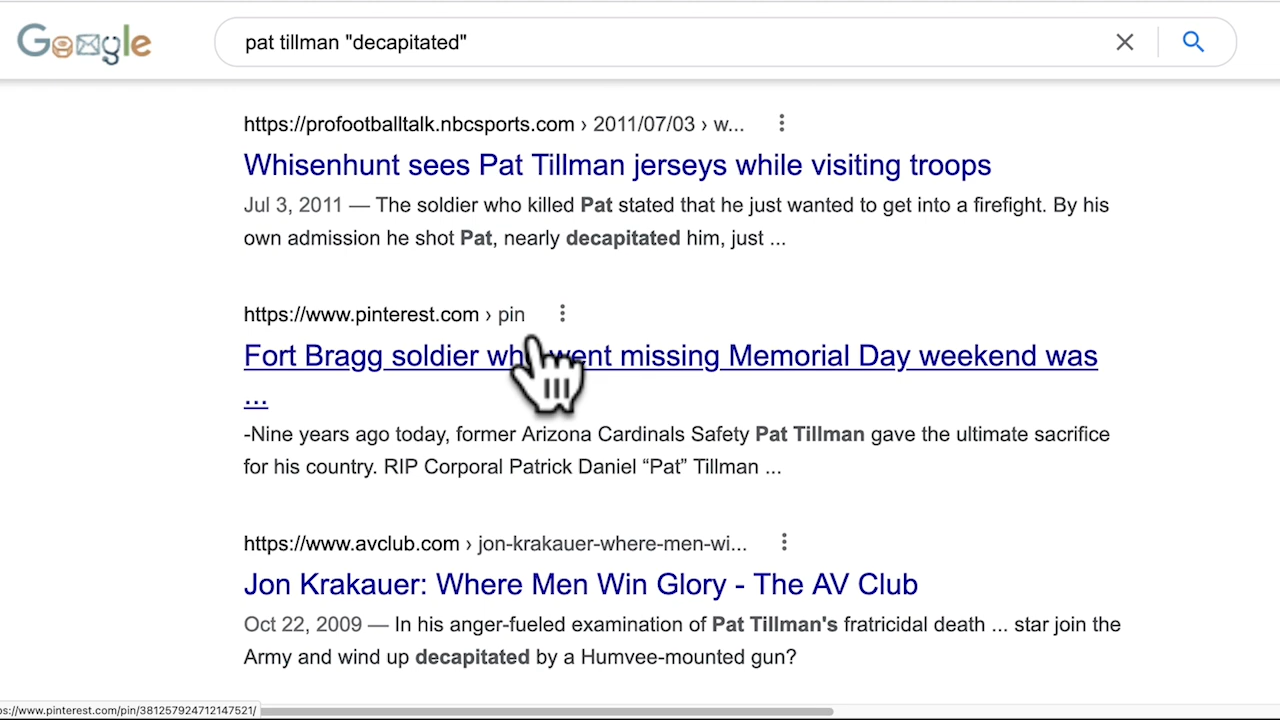 Google
pat tillman "decapitated"
https://profootballtalk.nbcsports.com › 2011/07/03 › w...
Whisenhunt sees Pat Tillman jerseys while visiting troops
Jul 3, 2011 — The soldier who killed Pat stated that he just wanted to get into a firefight. By his
own admission he shot Pat, nearly decapitated him, just ...
https://www.pinterest.com › pin
Fort Bragg soldier who went missing Memorial Day weekend was
...
-Nine years ago today, former Arizona Cardinals Safety Pat Tillman gave the ultimate sacrifice
for his country. RIP Corporal Patrick Daniel “Pat” Tillman ...
https://www.avclub.com › jon-krakauer-where-men-wi...
Jon Krakauer: Where Men Win Glory - The AV Club
Oct 22, 2009 — In his anger-fueled examination of Pat Tillman's fratricidal death ... star join the
Army and wind up decapitated by a Humvee-mounted gun?
ps://www.pinterest.com/pin/381257924712147521/